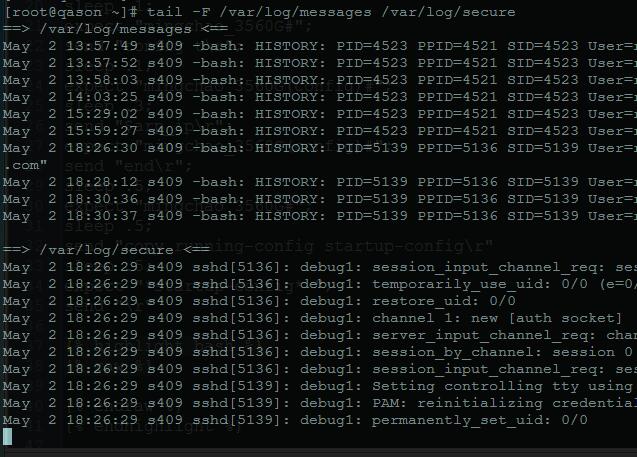 [root@qason ~]# tail -F /var/log/messages /var/log/secure
==> /var/log/messages <==
May  2 13:57:49 s409 -bash: HISTORY: PID=4523 PPID=4521 SID=4523 User=r
May  2 13:57:52 s409 -bash: HISTORY: PID=4523 PPID=4521 SID=4523 User=r
May  2 13:58:03 s409 -bash: HISTORY: PID=4523 PPID=4521 SID=4523 User=r
May  2 14:03:25 s409 -bash: HISTORY: PID=4523 PPID=4521 SID=4523 User=r
May  2 15:29:02 s409 -bash: HISTORY: PID=4523 PPID=4521 SID=4523 User=r
May  2 15:59:27 s409 -bash: HISTORY: PID=4523 PPID=4521 SID=4523 User=r
May  2 18:26:30 s409 -bash: HISTORY: PID=5139 PPID=5136 SID=5139 User=r
.com"
May  2 18:28:12 s409 -bash: HISTORY: PID=5139 PPID=5136 SID=5139 User=r
May  2 18:30:36 s409 -bash: HISTORY: PID=5139 PPID=5136 SID=5139 User=r
May  2 18:30:37 s409 -bash: HISTORY: PID=5139 PPID=5136 SID=5139 User=r
==> /var/log/secure <==
May  2 18:26:29 s409 sshd[5136]: debug1: session_input_channel_req: ses
May  2 18:26:29 s409 sshd[5136]: debug1: temporarily_use_uid: 0/0 (e=0/
May  2 18:26:29 s409 sshd[5136]: debug1: restore_uid: 0/0
May  2 18:26:29 s409 sshd[5136]: debug1: channel 1: new [auth socket]
May  2 18:26:29 s409 sshd[5136]: debug1: server_input_channel_req: chan
May  2 18:26:29 s409 sshd[5136]: debug1: session_by_channel: session 0
May  2 18:26:29 s409 sshd[5136]: debug1: session_input_channel_req: ses
May  2 18:26:29 s409 sshd[5139]: debug1: Setting controlling tty using
May  2 18:26:29 s409 sshd[5139]: debug1: PAM: reinitializing credential
May  2 18:26:29 s409 sshd[5139]: debug1: permanently_set_uid: 0/0
send "end\r";
sleep .5;
send "copy running-config startup-config\r"